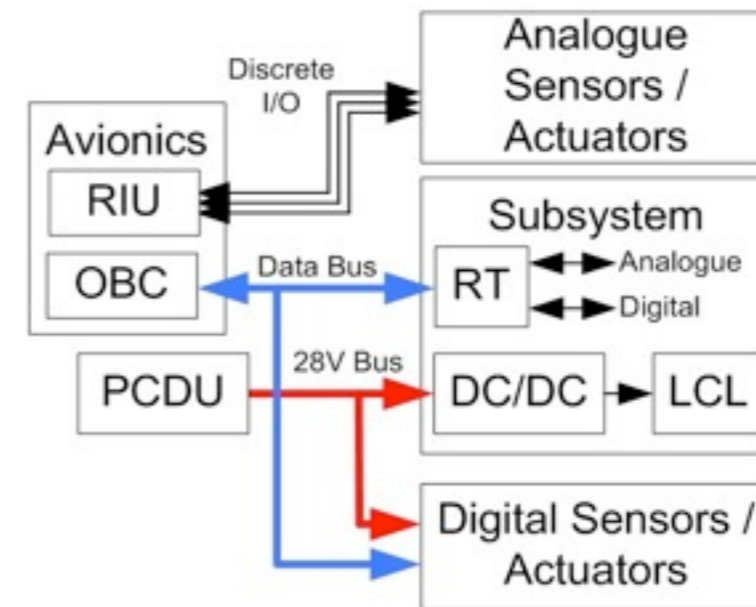 Analogue
Sensors /
Actuators
Discrete
I/O
Avionics
RIU
OBC
Subsystem
Data Bus
RT
Analogue
Digital
28V Bus
PCDU
DC/DC
LCL
Digital Sensors /
Actuators